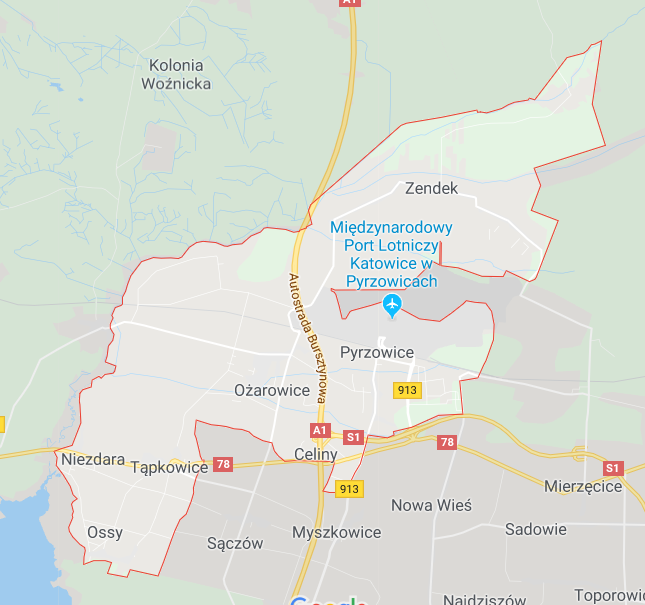 A1
Kolonia
Woźnicka
Zendek
Międzynarodowy
Port Lotniczy
Katowice w
Pyrzowicach
Autostrada Bursztynowa
Pyrzowice
Ożarowice
913
A1
S1
78
Celiny
Niezdara
Tąpkowice
78
S1
913
Mierzęcice
Nowa Wieś
Ossy
Sączów
Myszkowice
Sadowie
Najdziszów
Toporowic
Google